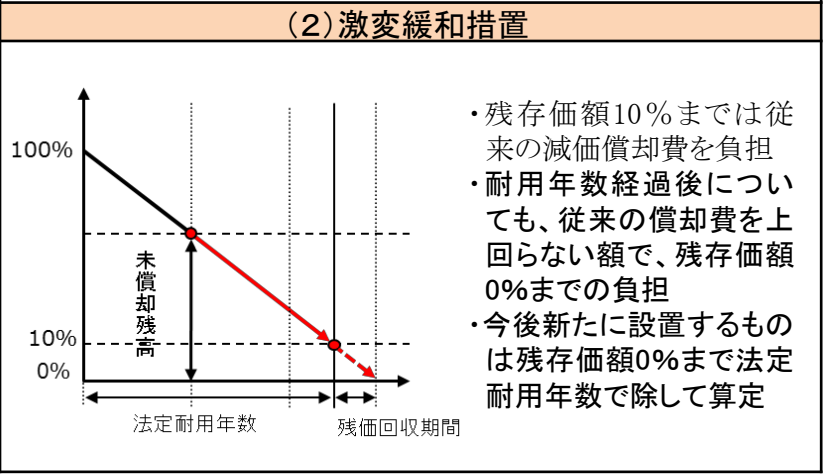 （２）激変緩和措置
100%
10%
0%
未償却残高
法定耐用年数
残価回収期間
・残存価額10％までは従
来の減価償却費を負担
・耐用年数経過後につい
ても、従来の償却費を上
回らない額で、残存価額
0%までの負担
・今後新たに設置するもの
は残存価額0%まで法定
耐用年数で除して算定